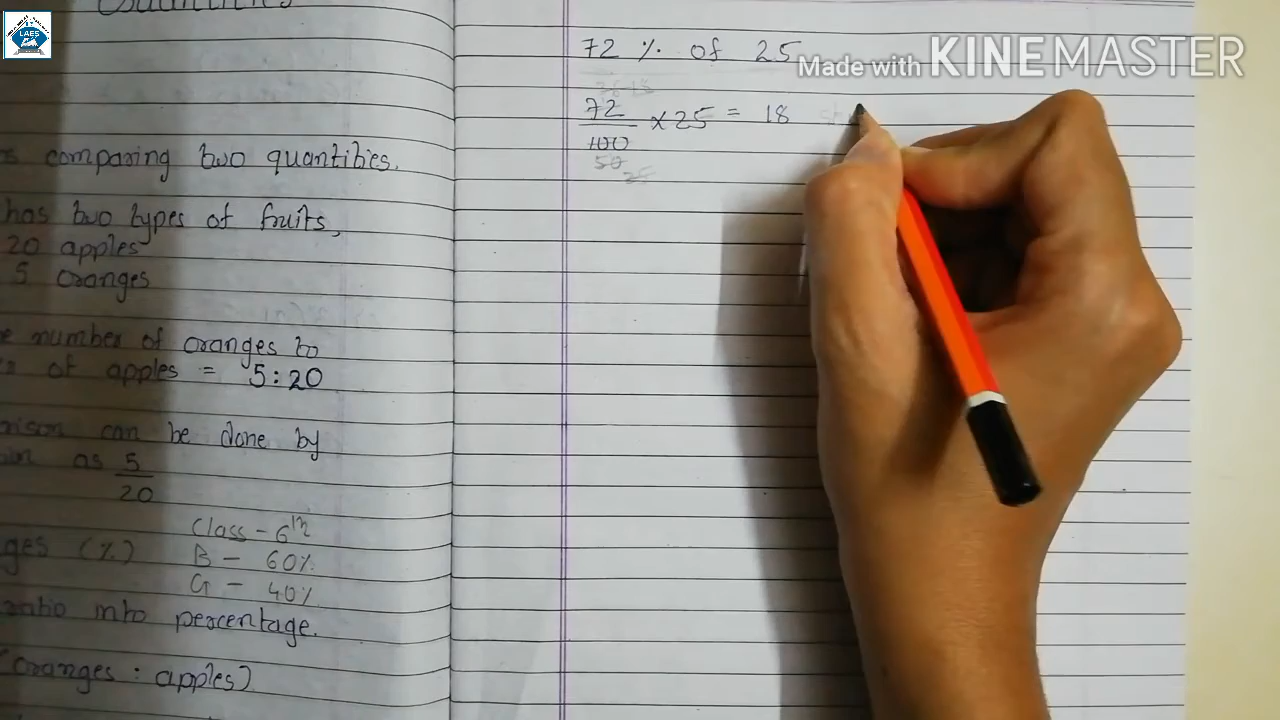 LAES
Made with KINEMASTER
comparing two quantities.
has two types of fruits,
20 apples
5 oranges
number of oranges to
of apples = 5:20
can be done by
as 5/20
Class - 6th
(%) B - 60%
G - 40%
ratio into percentage.
(oranges : apples)
72 % of 25
72/100 × 25 = 18